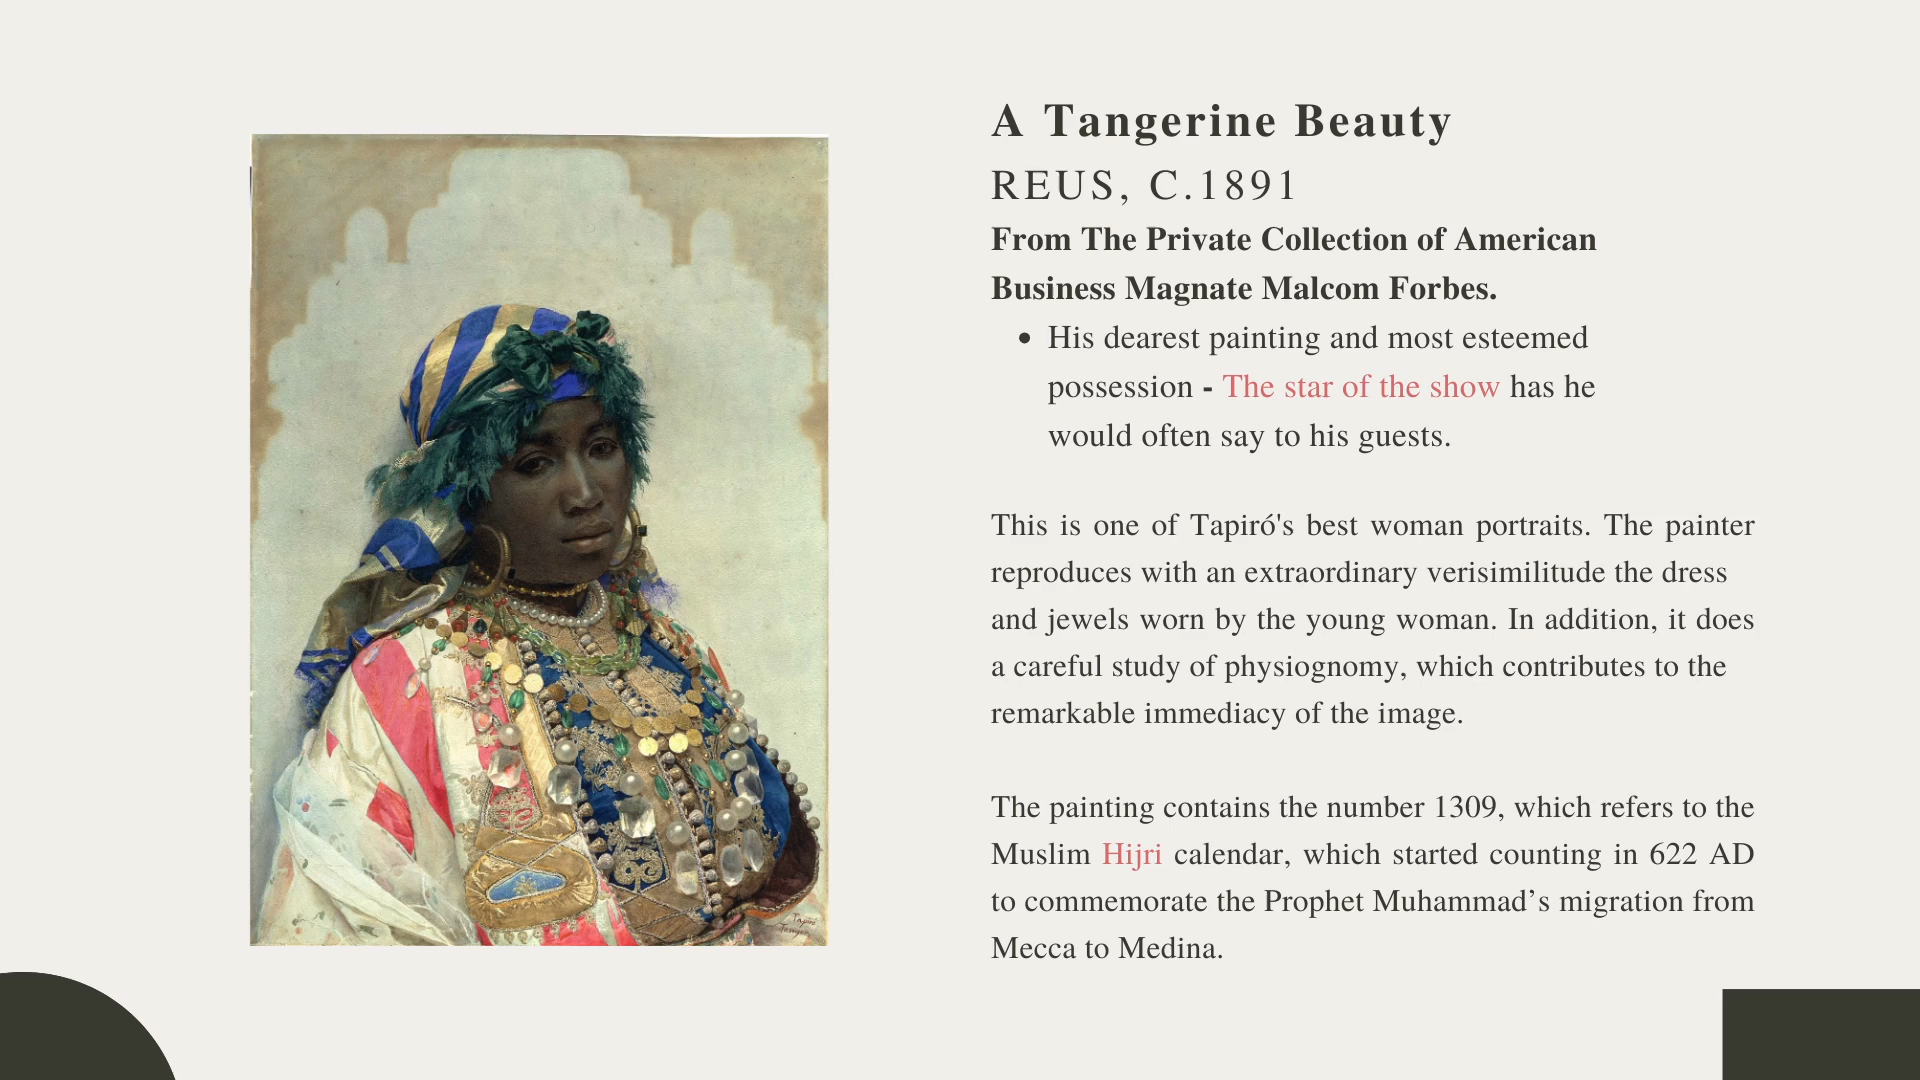 A Tangerine Beauty
REUS, C.1891
From The Private Collection of American
Business Magnate Malcom Forbes.
• His dearest painting and most esteemed
possession - The star of the show has he
would often say to his guests.
This is one of Tapiró's best woman portraits. The painter
reproduces with an extraordinary verisimilitude the dress
and jewels worn by the young woman. In addition, it does
a careful study of physiognomy, which contributes to the
remarkable immediacy of the image.
The painting contains the number 1309, which refers to the
Muslim Hijri calendar, which started counting in 622 AD
to commemorate the Prophet Muhammad’s migration from
Mecca to Medina.
Tapiró
Tanger